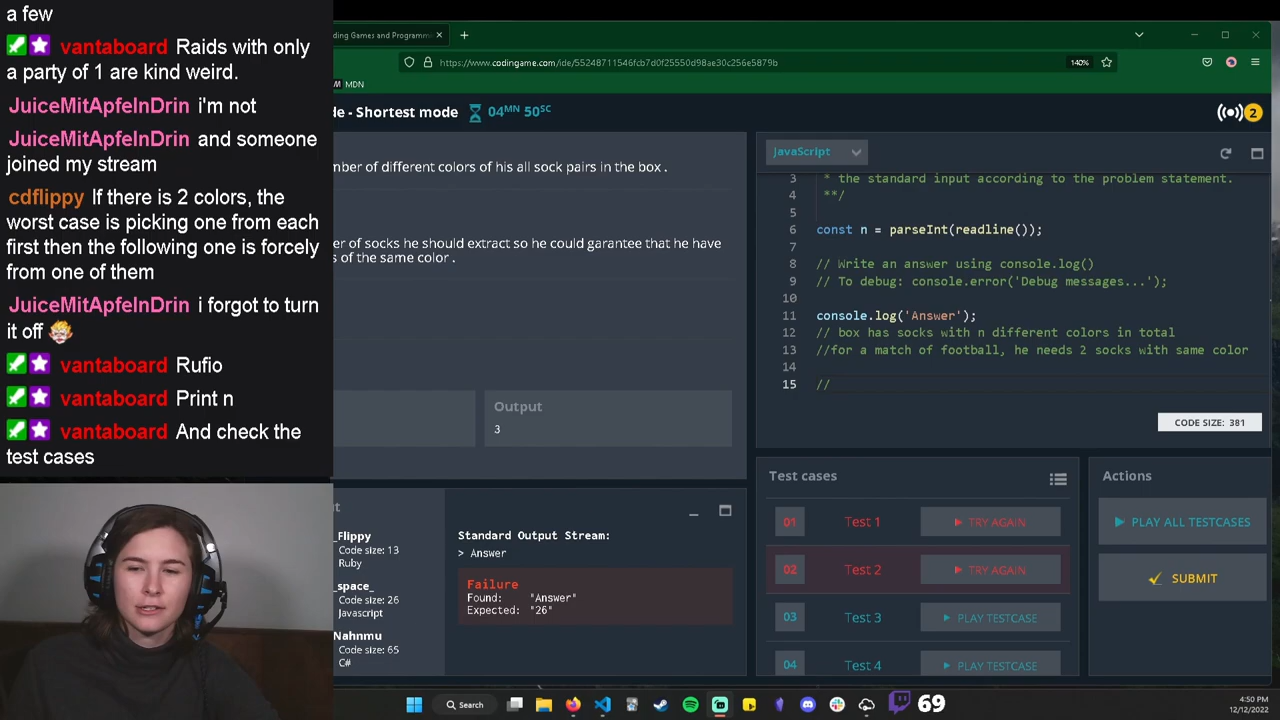 a few
vantaboard Raids with only
a party of 1 are kind weird.
JuiceMitApfelnDrin i'm not
JuiceMitApfelnDrin and someone
joined my stream
cdflippy If there is 2 colors, the
worst case is picking one from each
first then the following one is forcely
from one of them
JuiceMitApfelnDrin i forgot to turn
it off
vantaboard Rufio
vantaboard Print n
vantaboard And check the
test cases
ding Games and Programmi
https://www.codingame.com/ide/55248711546fcb7d0f25550d98ae30c256e5879b
140%
MDN
de - Shortest mode
04MN 50SC
2
mber of different colors of his all sock pairs in the box .
er of socks he should extract so he could garantee that he have
s of the same color .
Output
3
JavaScript
3 * the standard input according to the problem statement.
4 **/
5
6 const n = parseInt(readline());
7
8 // Write an answer using console.log()
9 // To debug: console.error('Debug messages...');
10
11 console.log('Answer');
12 // box has socks with n different colors in total
13 //for a match of football, he needs 2 socks with same color
14
15 //
CODE SIZE: 381
ut
_Flippy
Code size: 13
Ruby
_space_
Code size: 26
Javascript
Nahnmu
Code size: 65
C#
Standard Output Stream:
> Answer
Failure
Found: "Answer"
Expected: "26"
Test cases
01 Test 1 TRY AGAIN
02 Test 2 TRY AGAIN
03 Test 3 PLAY TESTCASE
04 Test 4 PLAY TESTCASE
Actions
PLAY ALL TESTCASES
SUBMIT
Search
69
4:50 PM
12/12/2022